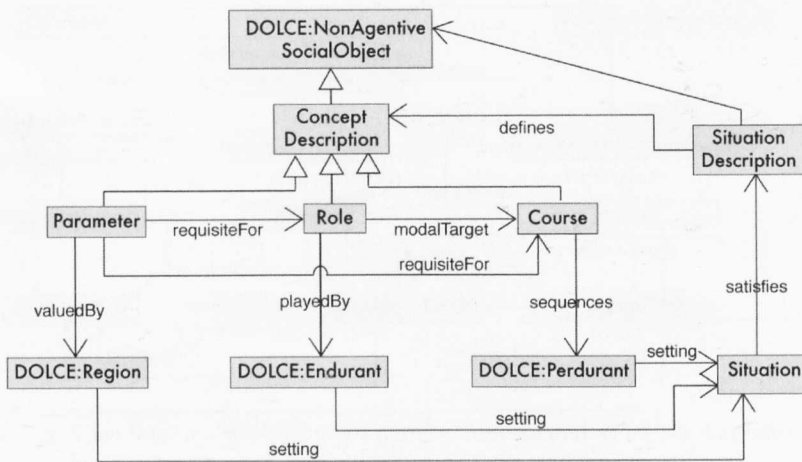 DOLCE:NonAgentive
SocialObject
Concept
Description
defines
Situation
Description
Parameter
requisiteFor
Role
modalTarget
Course
requisiteFor
valuedBy
playedBy
sequences
satisfies
DOLCE:Region
DOLCE:Endurant
DOLCE:Perdurant
setting
Situation
setting
setting